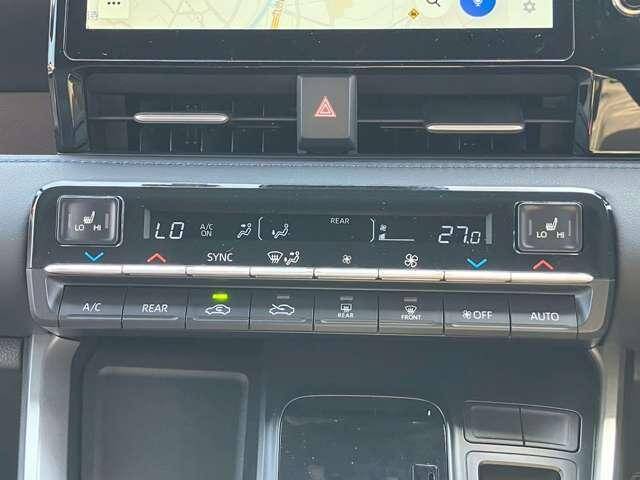 REAR
LO HI
LO A/C ON
27.0
LO HI
SYNC
A/C REAR REAR FRONT OFF AUTO